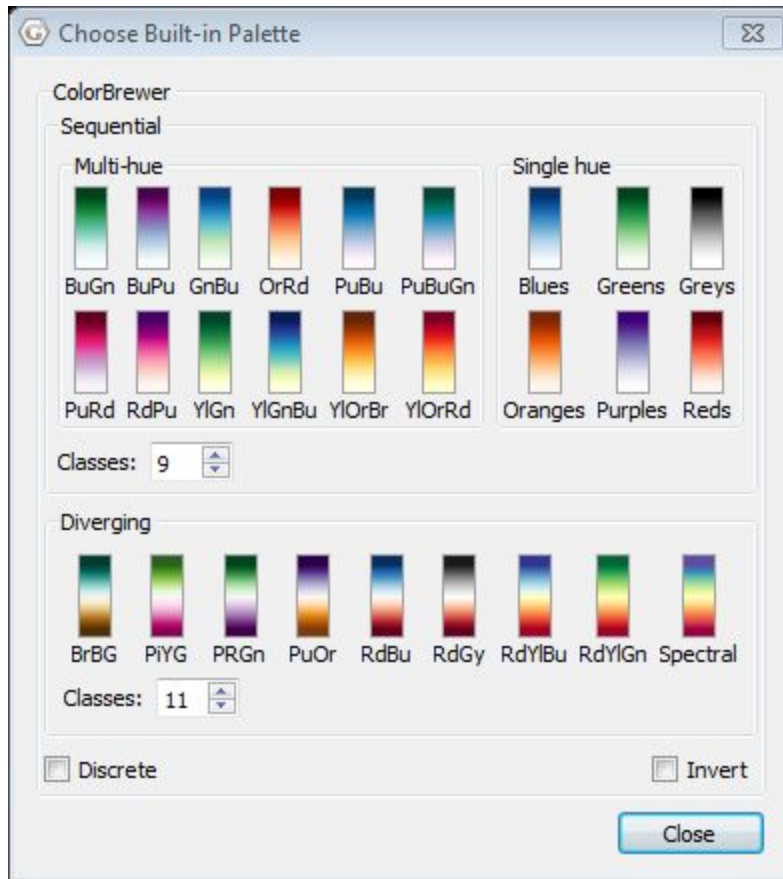 Choose Built-in Palette
ColorBrewer
Sequential
Multi-hue
BuGn BuPu GnBu OrRd PuBu PuBuGn
PuRd RdPu YlGn YlGnBu YlOrBr YlOrRd
Single hue
Blues Greens Greys
Oranges Purples Reds
Classes: 9
Diverging
BrBG PiYG PRGn PuOr RdBu RdGy RdYlBu RdYlGn Spectral
Classes: 11
Discrete
Invert
Close